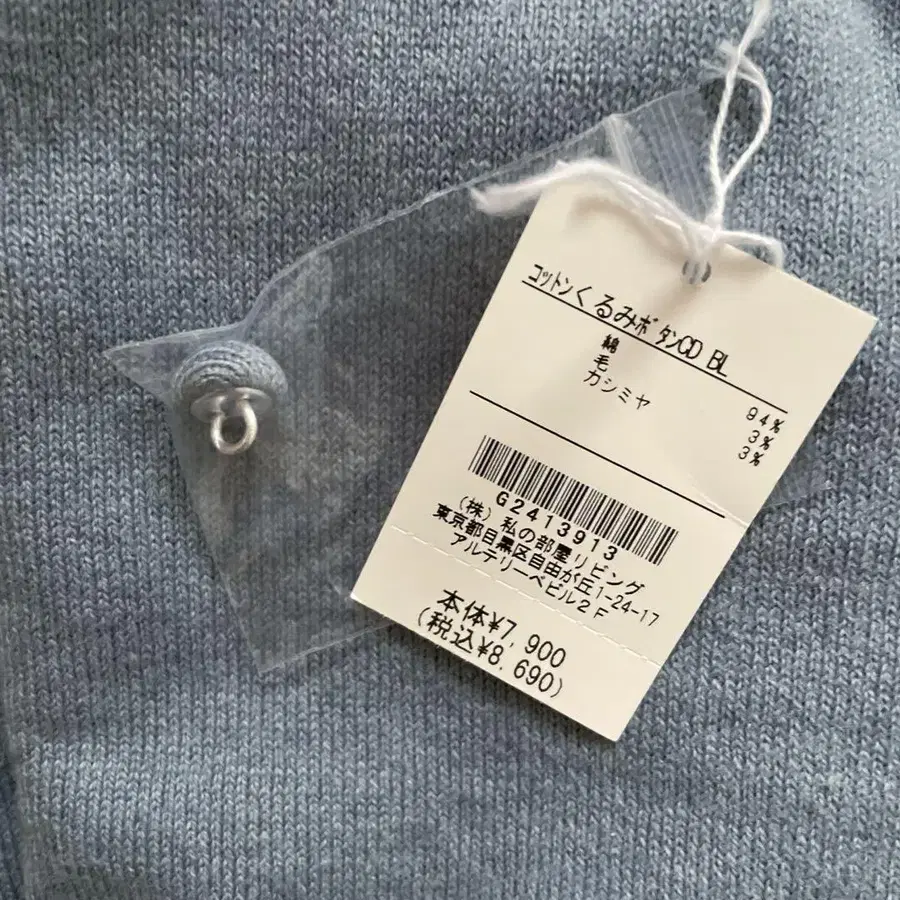 コットンくるみボタンCD BL
綿 94%
毛 3%
カシミヤ 3%
G2413913
(株)私の部屋リビング
東京都目黒区自由が丘1-24-17
アルテリーベビル2F
本体¥7,900
(税込¥8,690)